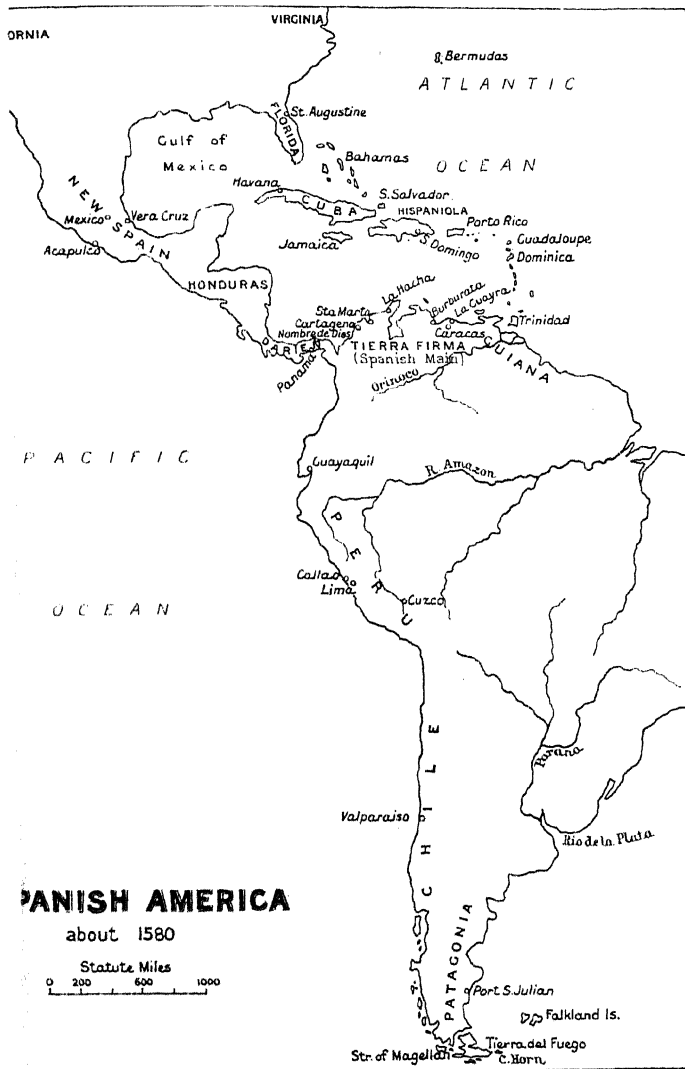 VIRGINIA
ORNIA
Bermudas
ATLANTIC
St. Augustine
FLORIDA
Gulf of
Mexico
Bahamas
OCEAN
NEW SPAIN
Havana
CUBA
S. Salvador
HISPANIOLA
Mexico
Vera Cruz
Porto Rico
Jamaica
S. Domingo
Guadaloupe
Acapulco
Dominica
HONDURAS
La Hacha
Burburata
La Guayra
Sta Marta
Cartagena
Trinidad
Nombre de Dios
Caracas
DARIEN
TIERRA FIRMA
(Spanish Main)
GUIANA
Panama
Orinoco
PACIFIC
Guayaquil
R. Amazon
PERU
Callao
Lima
OCEAN
Cuzco
CHILE
Parana
Valparaiso
Rio de la Plata
PANISH AMERICA
about 1580
PATAGONIA
Statute Miles
0 200 600 1000
Port S. Julian
Falkland Is.
Tierra del Fuego
Str. of Magellan
C. Horn